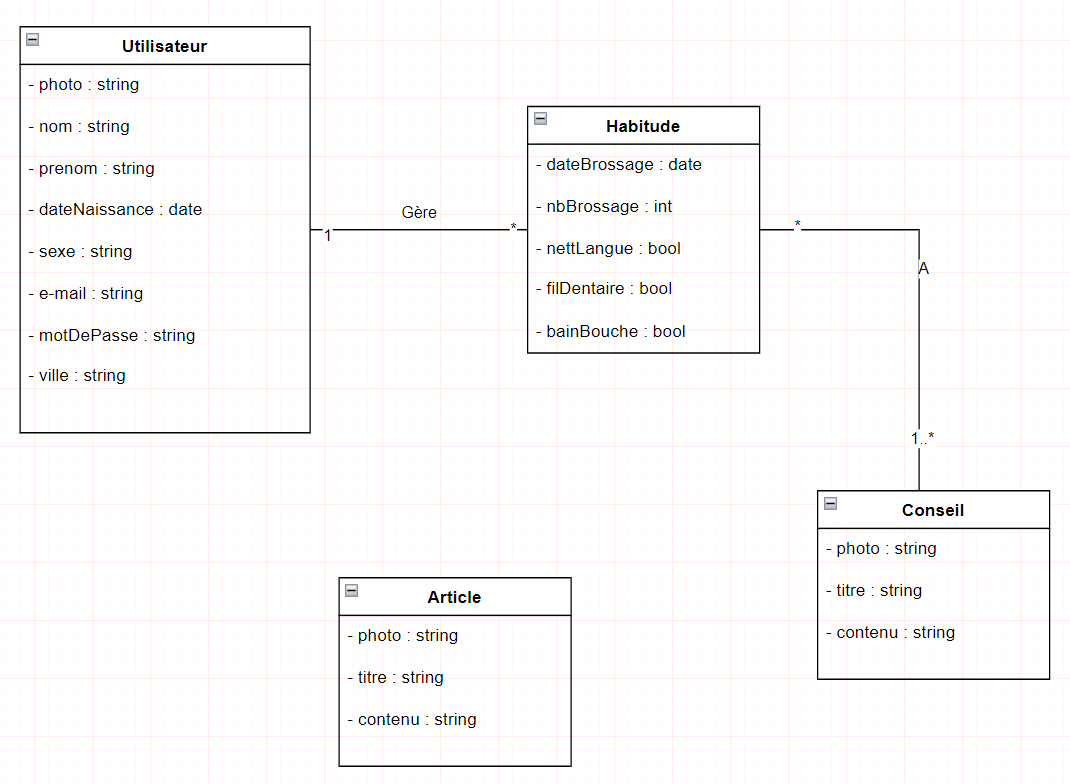 Utilisateur
- photo : string
- nom : string
- prenom : string
- dateNaissance : date
- sexe : string
- e-mail : string
- motDePasse : string
- ville : string
Gère
1
*
Habitude
- dateBrossage : date
- nbBrossage : int
- nettLangue : bool
- filDentaire : bool
- bainBouche : bool
*
A
1..*
Conseil
- photo : string
- titre : string
- contenu : string
Article
- photo : string
- titre : string
- contenu : string